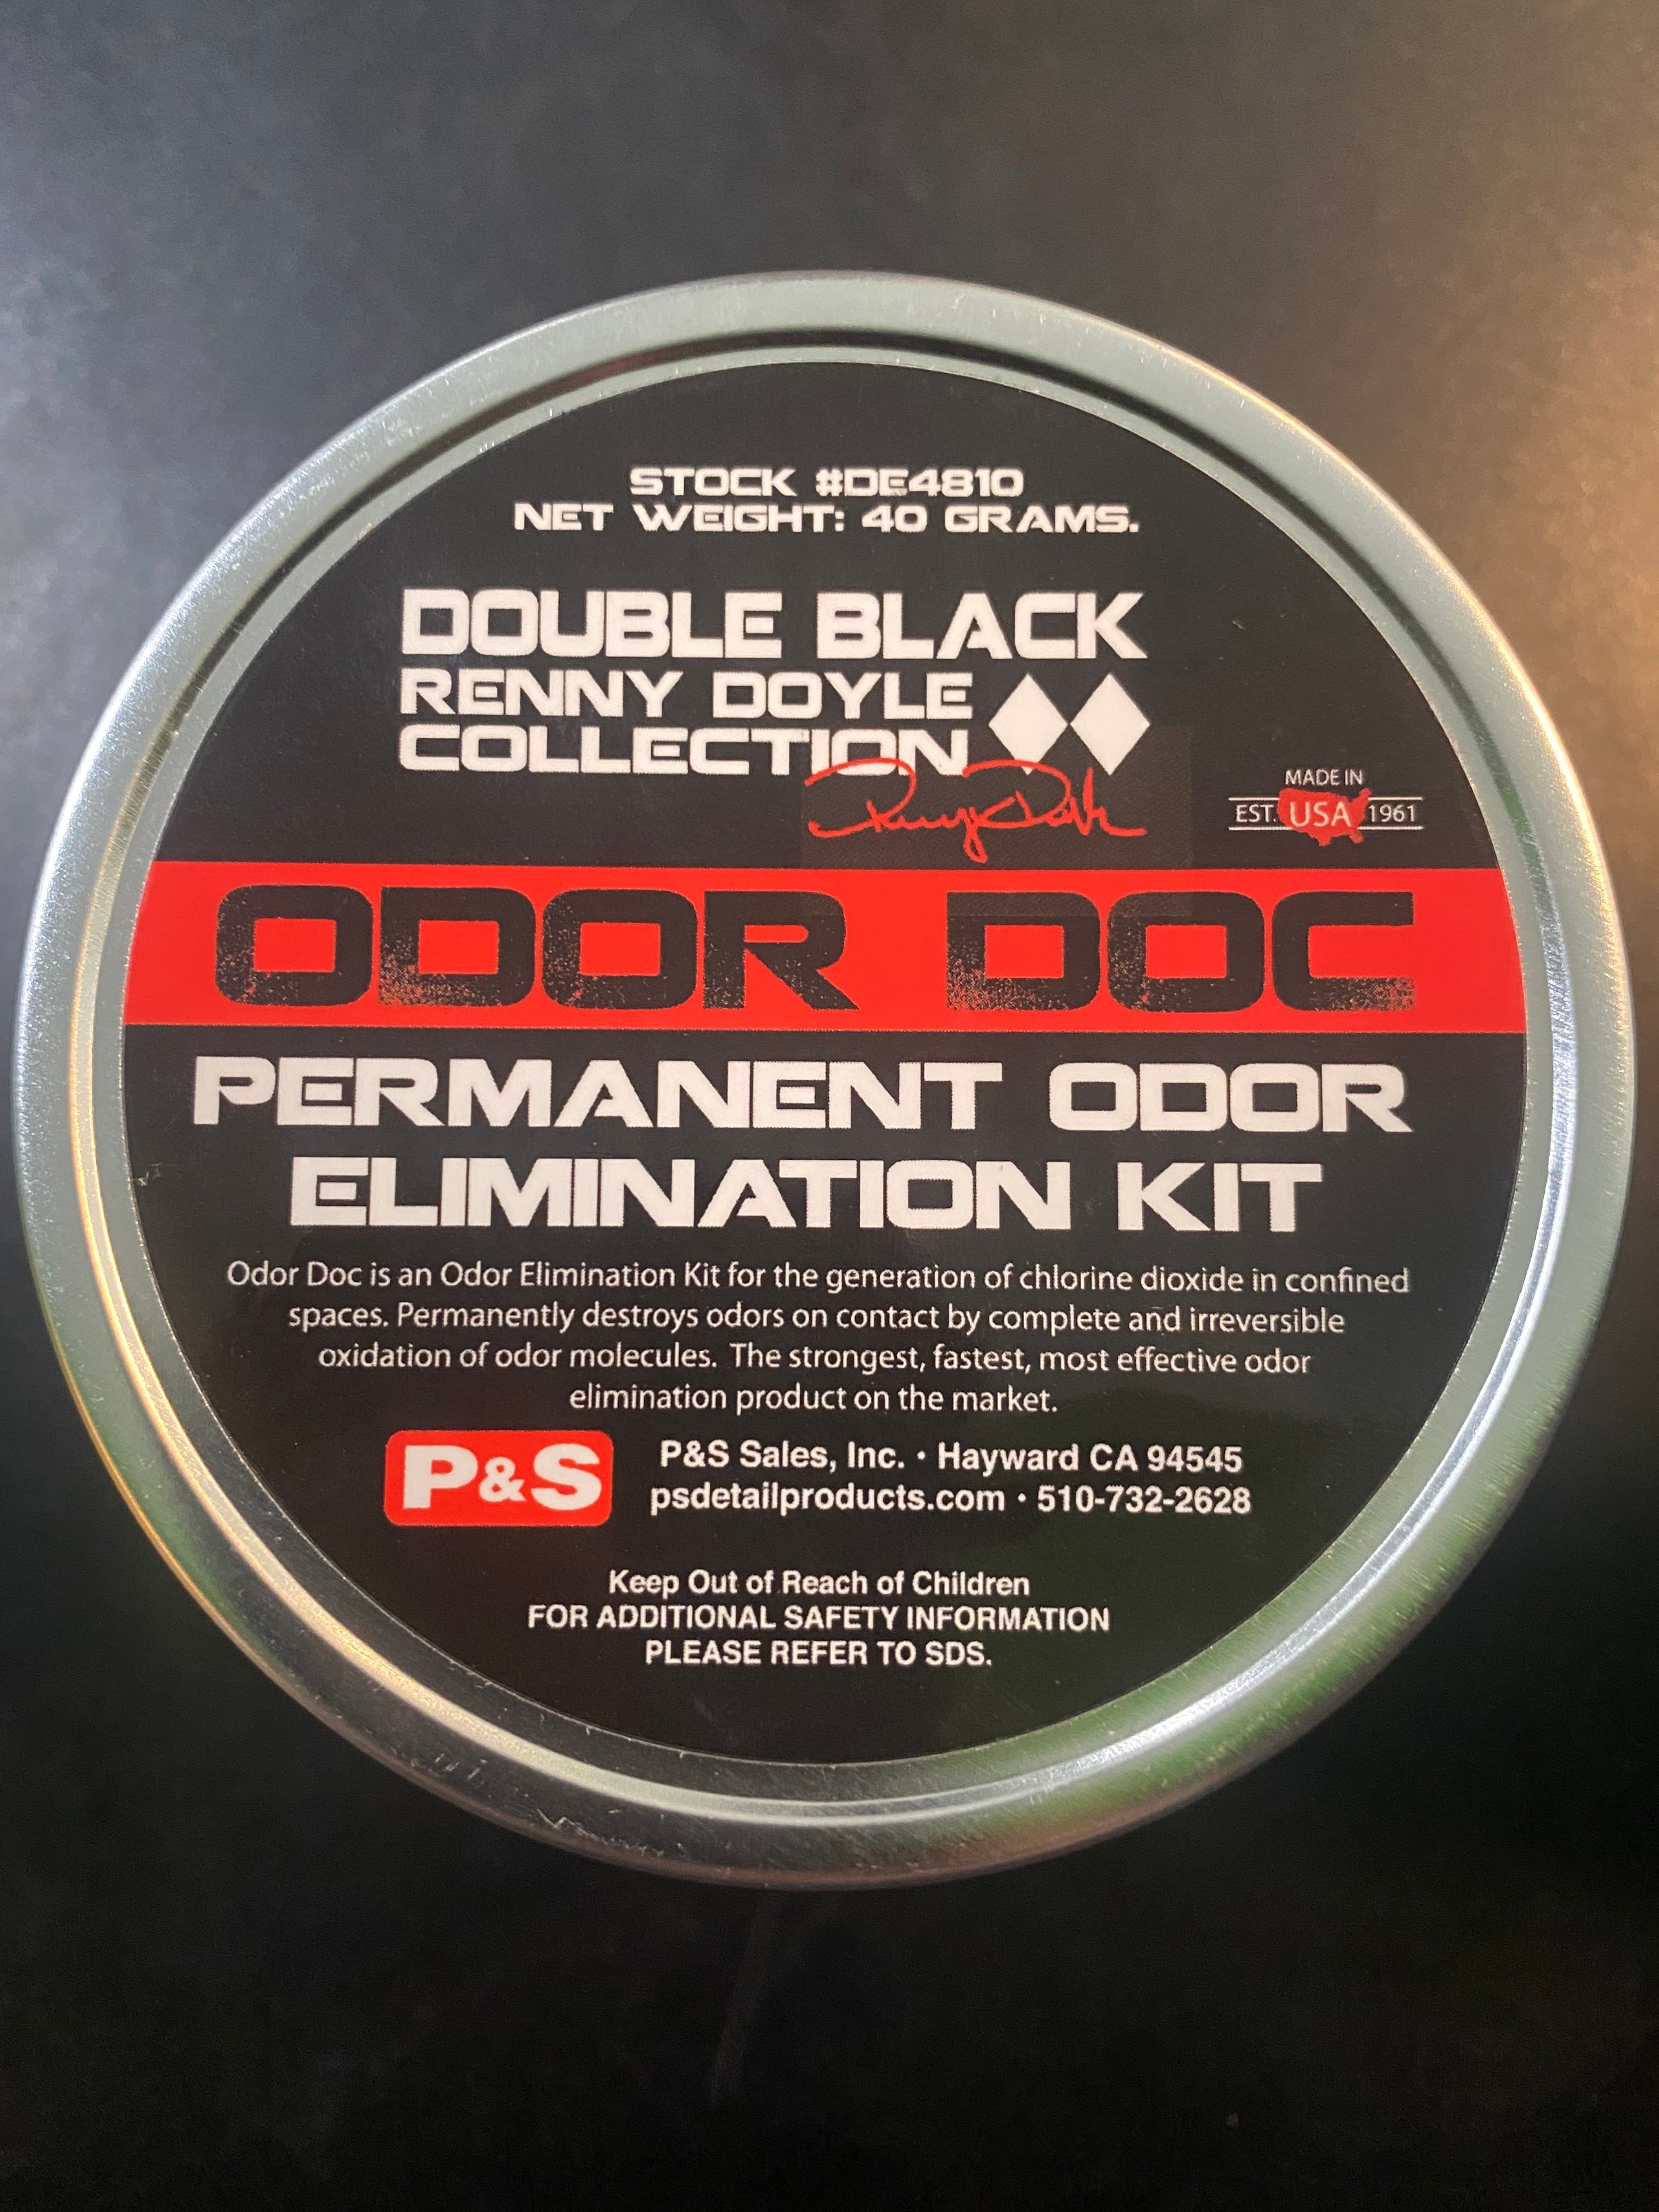 STOCK #DE4810
NET WEIGHT: 40 GRAMS.
DOUBLE BLACK
RENNY DOYLE
COLLECTION
MADE IN
EST. USA 1961
ODOR DOC
PERMANENT ODOR
ELIMINATION KIT
Odor Doc is an Odor Elimination Kit for the generation of chlorine dioxide in confined
spaces. Permanently destroys odors on contact by complete and irreversible
oxidation of odor molecules. The strongest, fastest, most effective odor
elimination product on the market.
P&S
P&S Sales, Inc. • Hayward CA 94545
psdetailproducts.com • 510-732-2628
Keep Out of Reach of Children
FOR ADDITIONAL SAFETY INFORMATION
PLEASE REFER TO SDS.